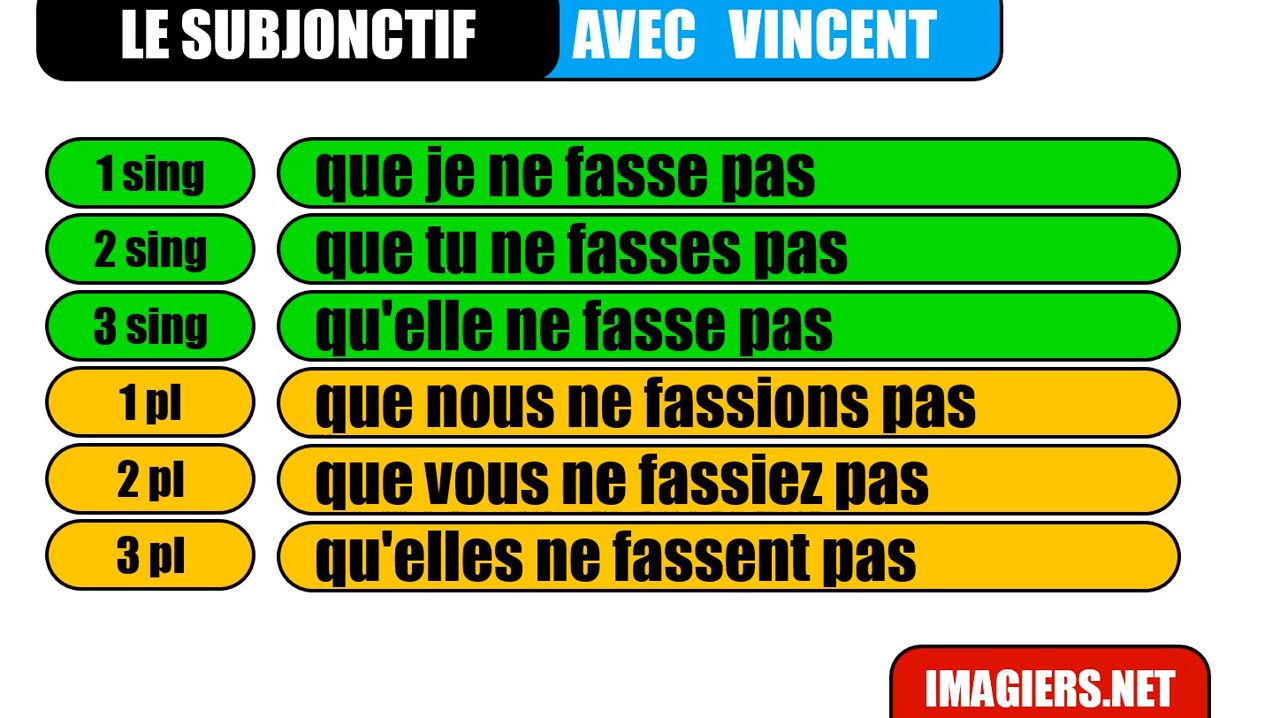 LE SUBJONCTIF AVEC VINCENT
1 sing que je ne fasse pas
2 sing que tu ne fasses pas
3 sing qu'elle ne fasse pas
1 pl que nous ne fassions pas
2 pl que vous ne fassiez pas
3 pl qu'elles ne fassent pas
IMAGIERS.NET